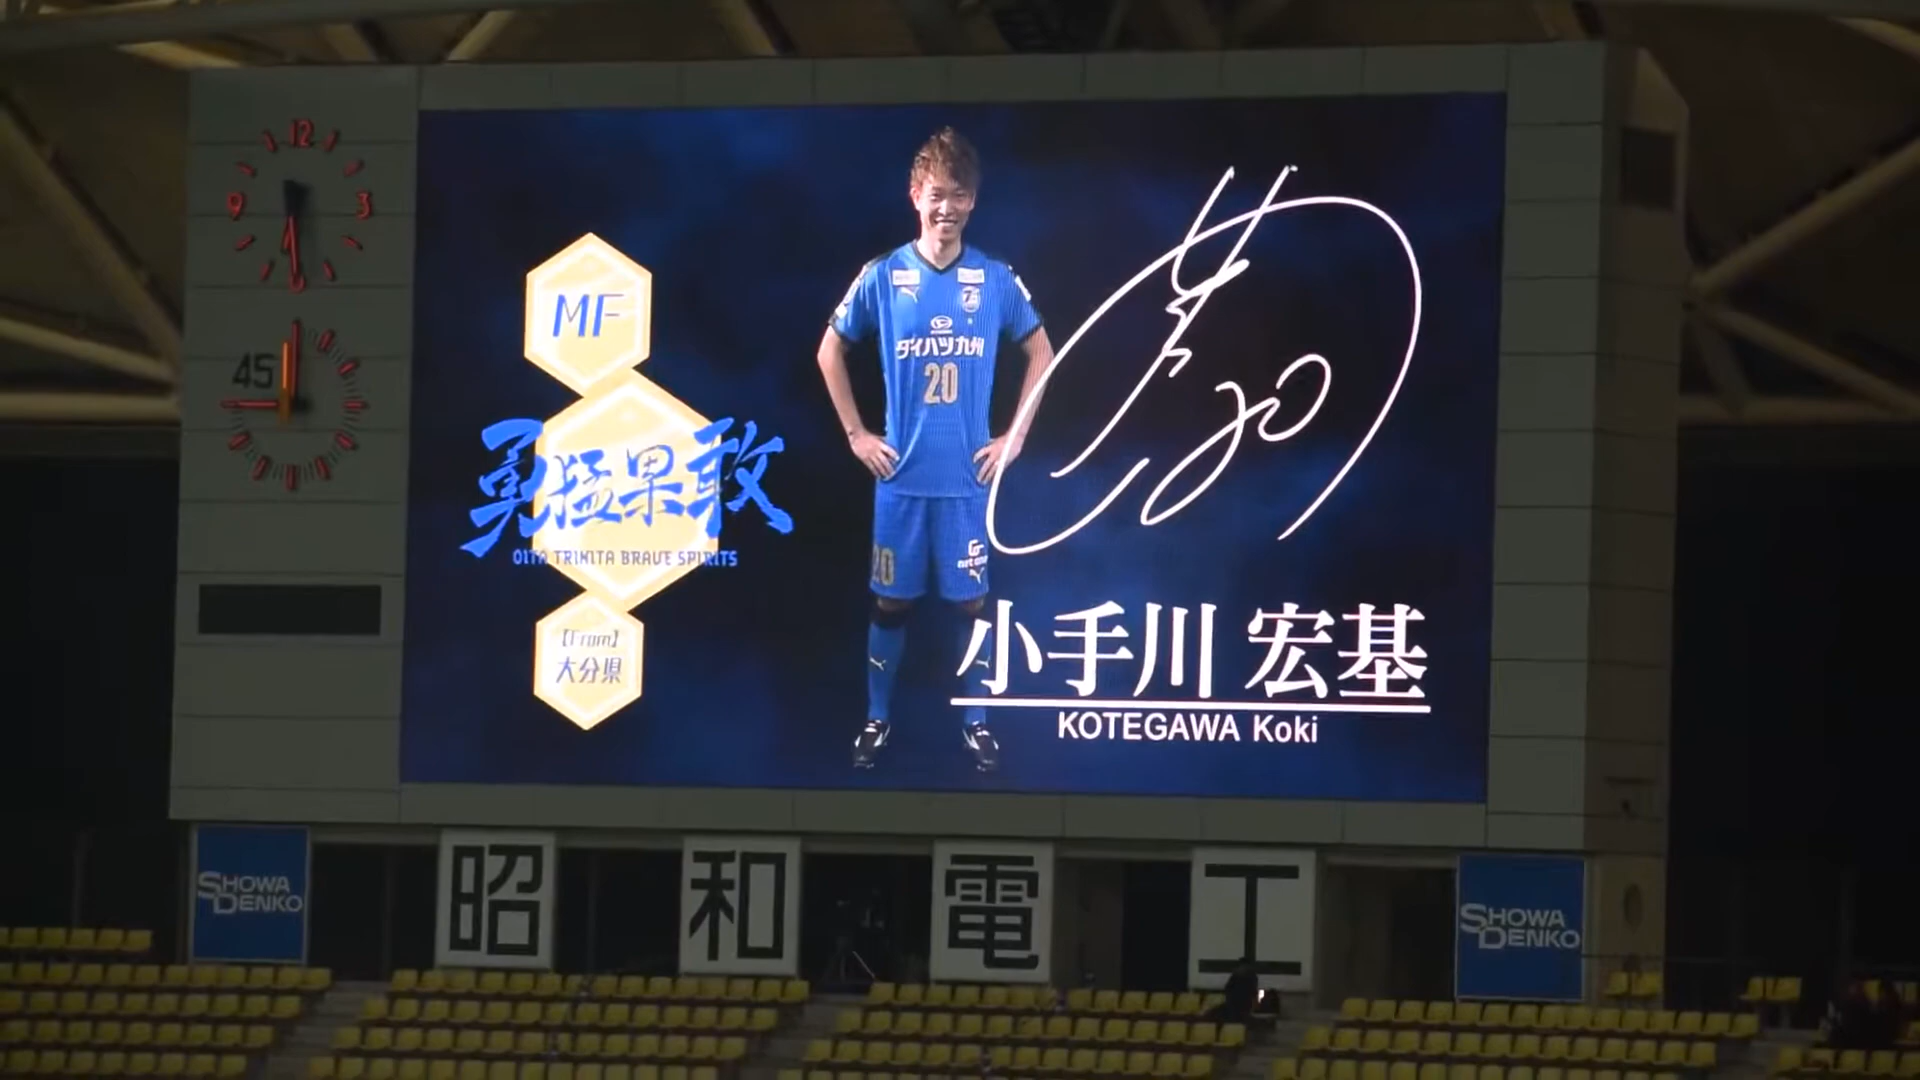 12
9
3
45
MF
勇猛果敢
OITA TRINITA BRAVE SPIRITS
【From】
大分県
ダイハツ九州
20
20
20
小手川 宏基
KOTEGAWA Koki
SHOWA
DENKO
昭和電工
SHOWA
DENKO